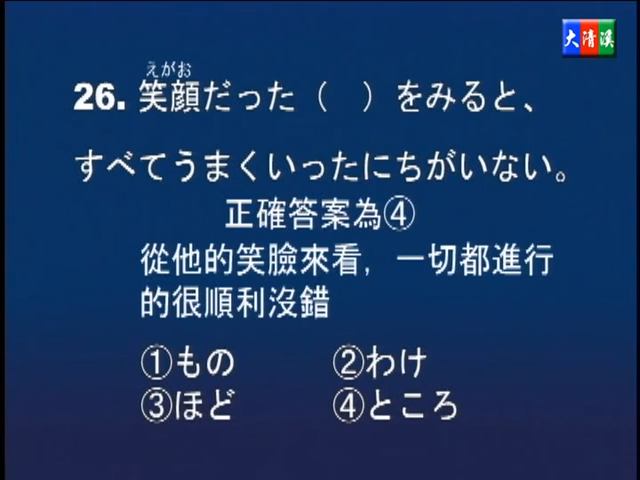 大清溪
えがお
26. 笑顔だった（　）をみると、
すべてうまくいったにちがいない。
正確答案為④
從他的笑臉來看，一切都進行
的很順利沒錯
①もの ②わけ
③ほど ④ところ